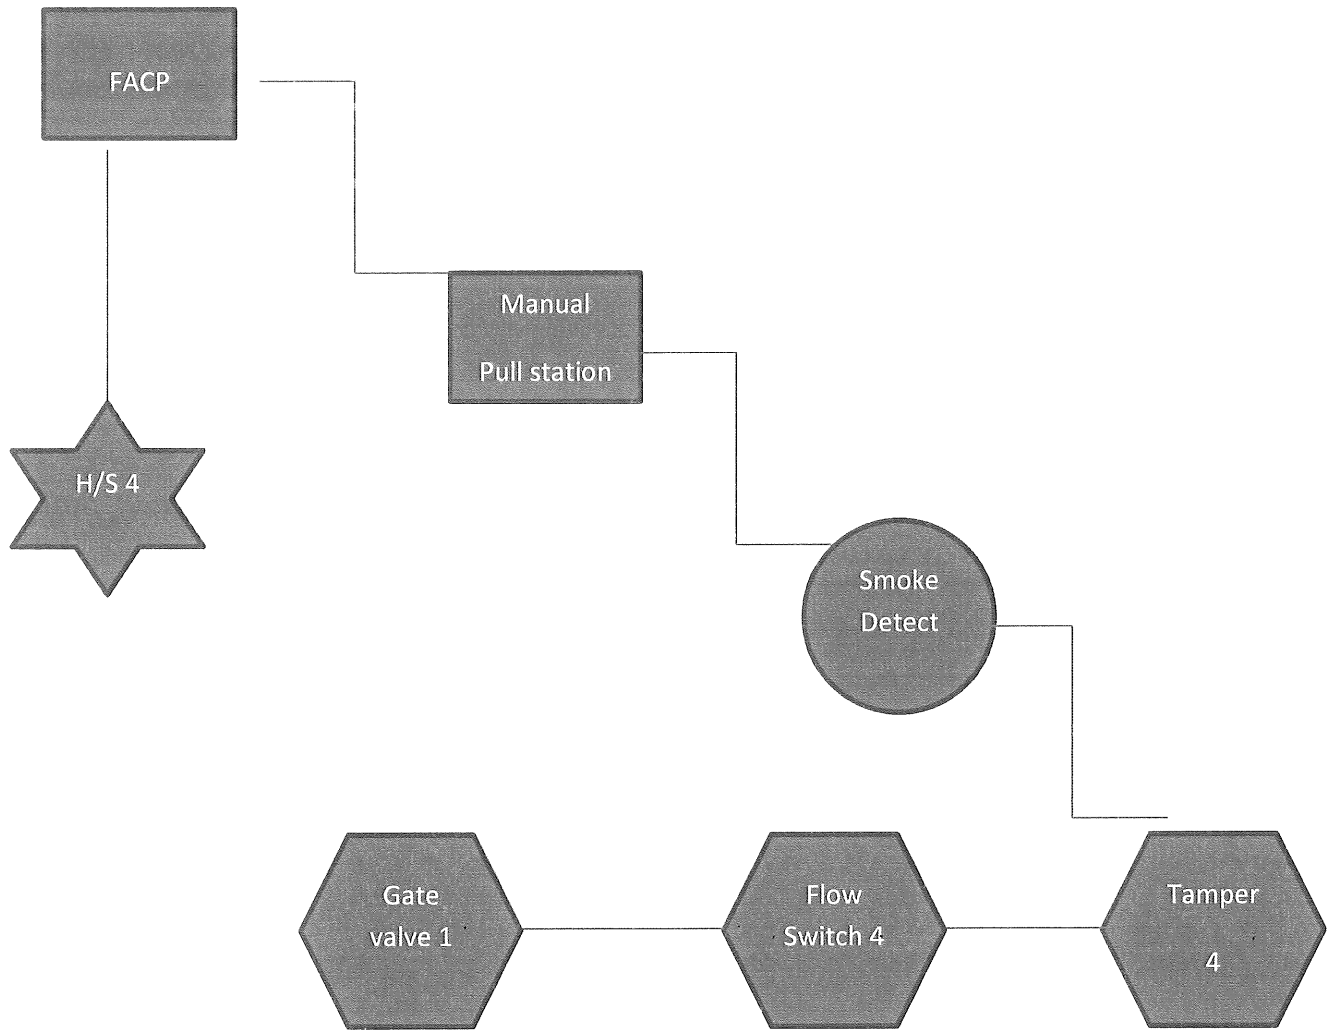 FACP
Manual
Pull station
H/S 4
Smoke
Detect
Gate
valve 1
Flow
Switch 4
Tamper
4